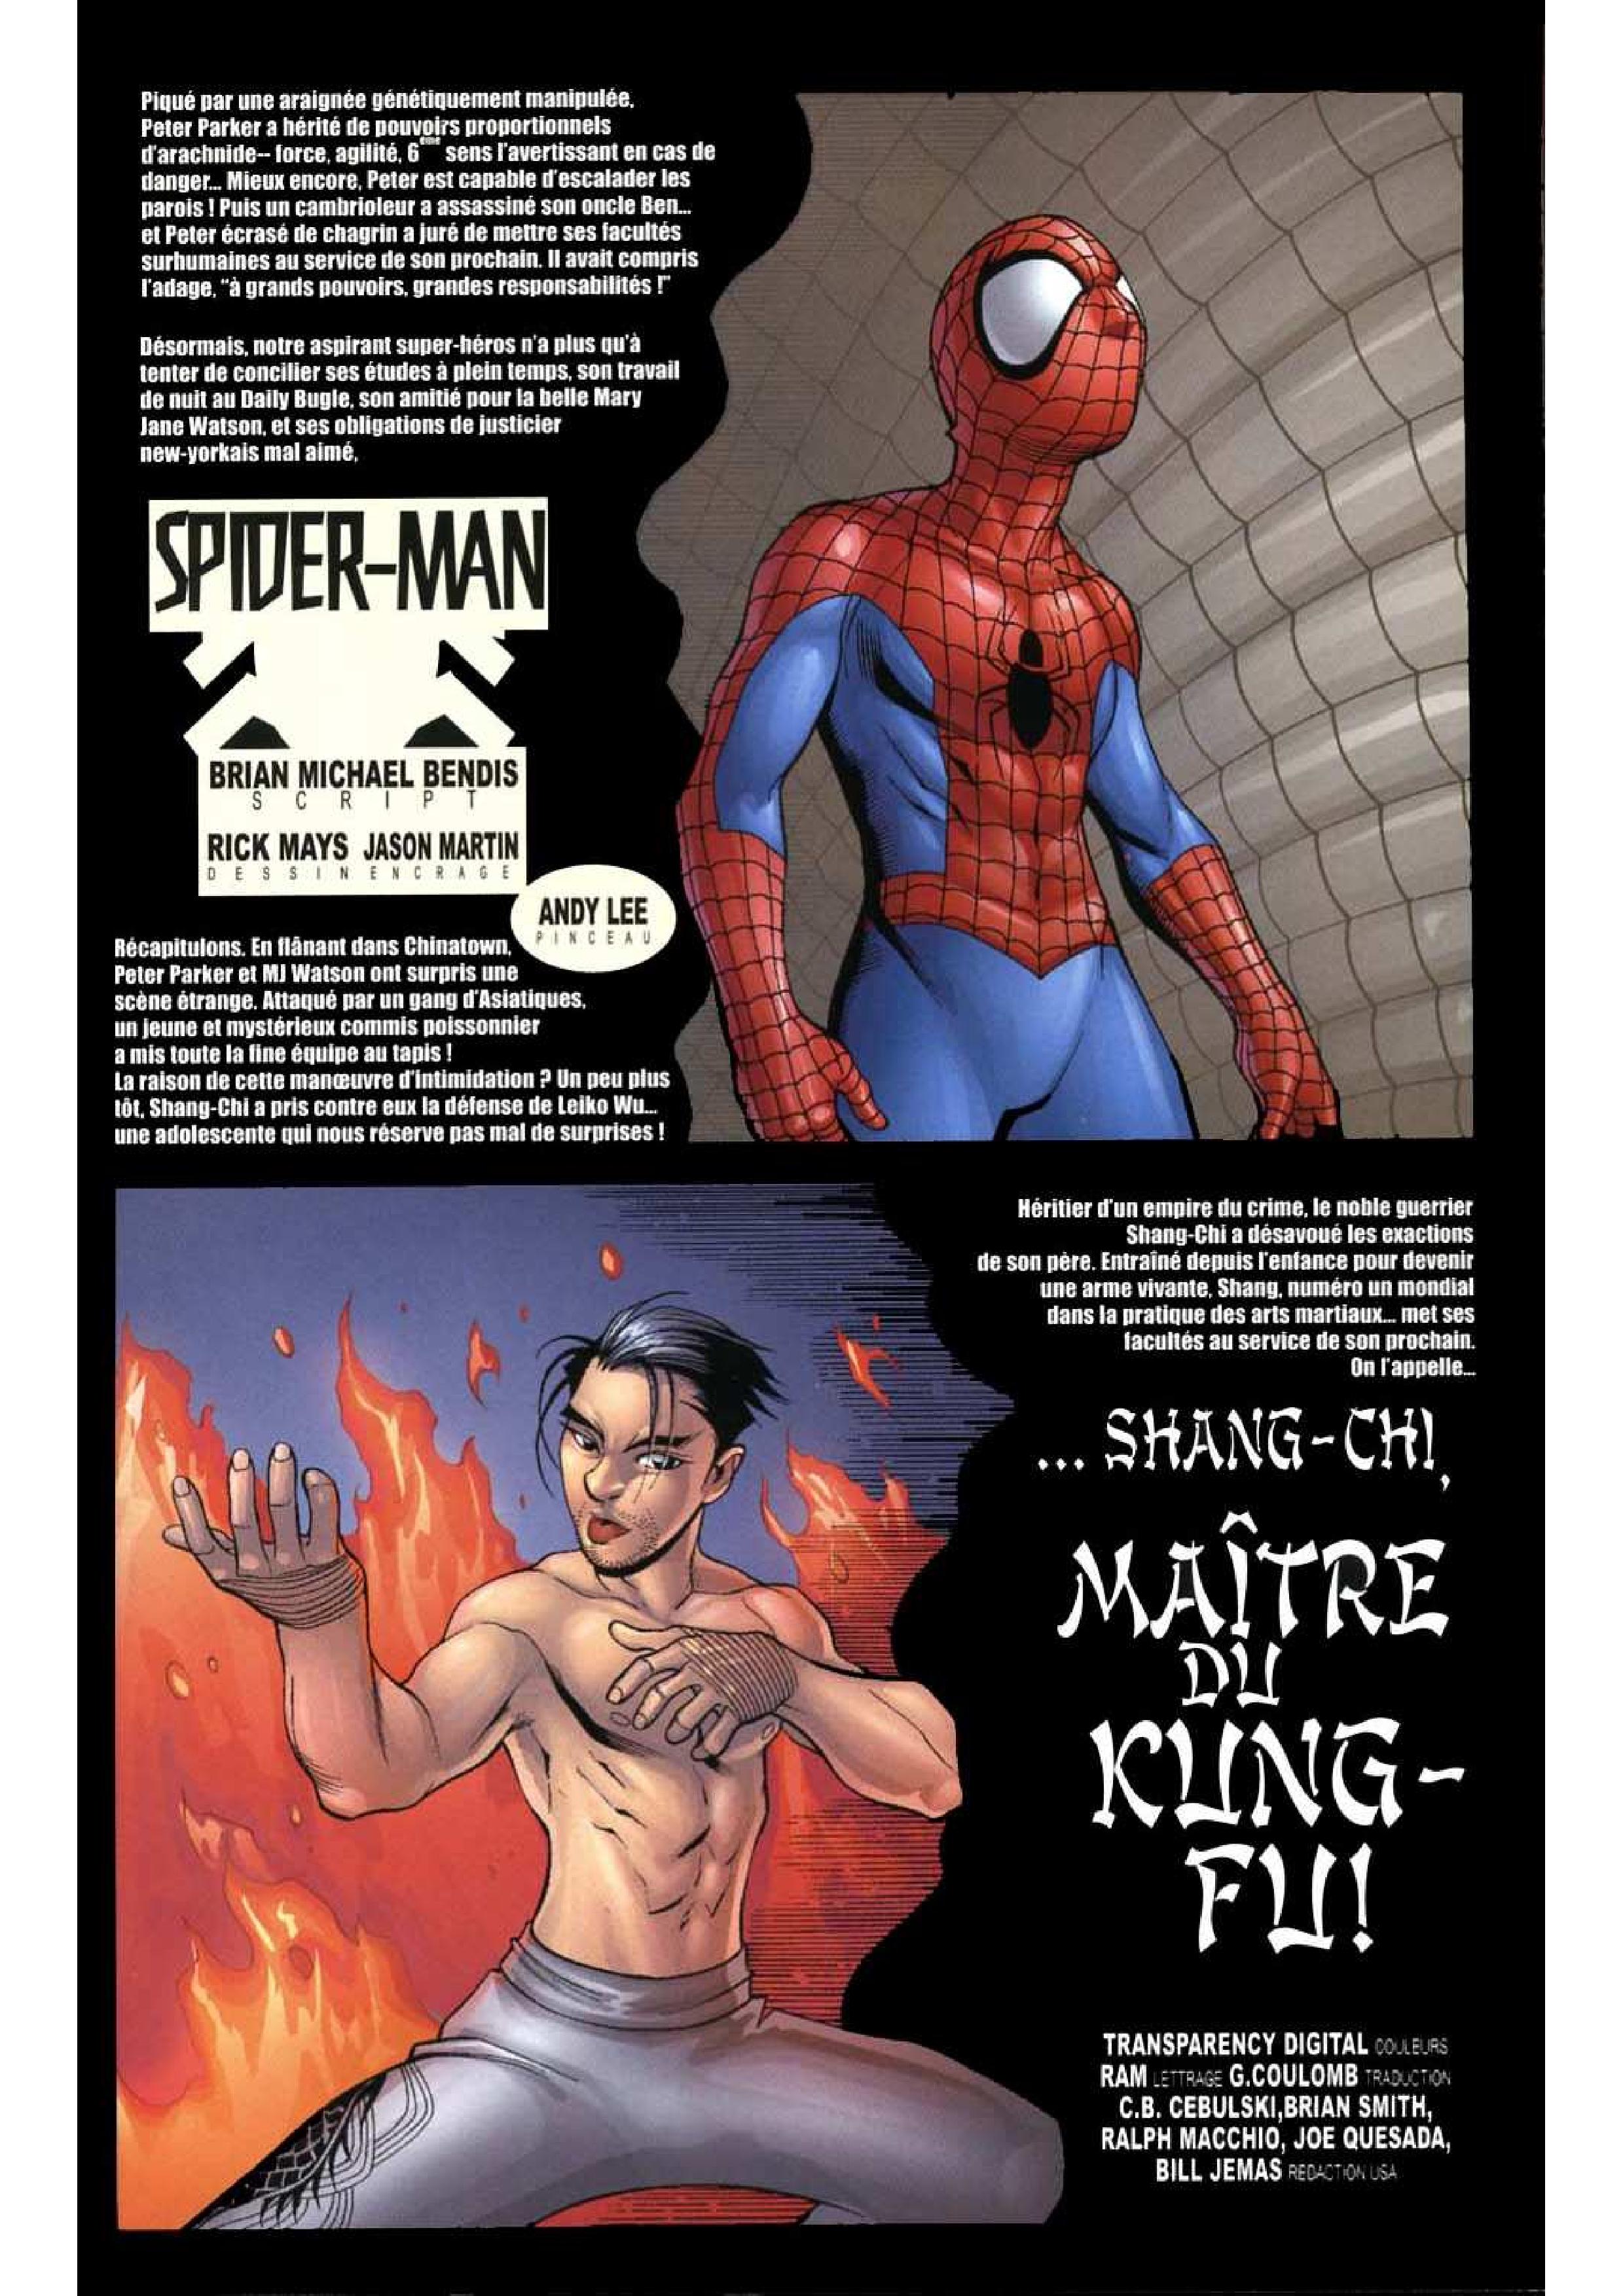 Piqué par une araignée génétiquement manipulée,
Peter Parker a hérité de pouvoirs proportionnels
d'arachnide-- force, agilité, 6ème sens l'avertissant en cas de
danger... Mieux encore, Peter est capable d'escalader les
parois ! Puis un cambrioleur a assassiné son oncle Ben...
et Peter écrasé de chagrin a juré de mettre ses facultés
surhumaines au service de son prochain. Il avait compris
l'adage, "à grands pouvoirs, grandes responsabilités !"
Désormais, notre aspirant super-héros n'a plus qu'à
tenter de concilier ses études à plein temps, son travail
de nuit au Daily Bugle, son amitié pour la belle Mary
Jane Watson, et ses obligations de justicier
new-yorkais mal aimé,
SPIDER-MAN
BRIAN MICHAEL BENDIS
SCRIPT
RICK MAYS JASON MARTIN
DESSIN ENCRAGE
ANDY LEE
PINCEAU
Récapitulons. En flânant dans Chinatown,
Peter Parker et MJ Watson ont surpris une
scène étrange. Attaqué par un gang d'Asiatiques,
un jeune et mystérieux commis poissonnier
a mis toute la fine équipe au tapis !
La raison de cette manœuvre d'intimidation ? Un peu plus
tôt, Shang-Chi a pris contre eux la défense de Leiko Wu...
une adolescente qui nous réserve pas mal de surprises !
Héritier d'un empire du crime, le noble guerrier
Shang-Chi a désavoué les exactions
de son père. Entraîné depuis l'enfance pour devenir
une arme vivante, Shang, numéro un mondial
dans la pratique des arts martiaux... met ses
facultés au service de son prochain.
On l'appelle...
... SHANG-CHI,
MAÎTRE
DU
KUNG-
FU!
TRANSPARENCY DIGITAL COULEURS
RAM LETTRAGE G.COULOMB TRADUCTION
C.B. CEBULSKI,BRIAN SMITH,
RALPH MACCHIO, JOE QUESADA,
BILL JEMAS REDACTION USA